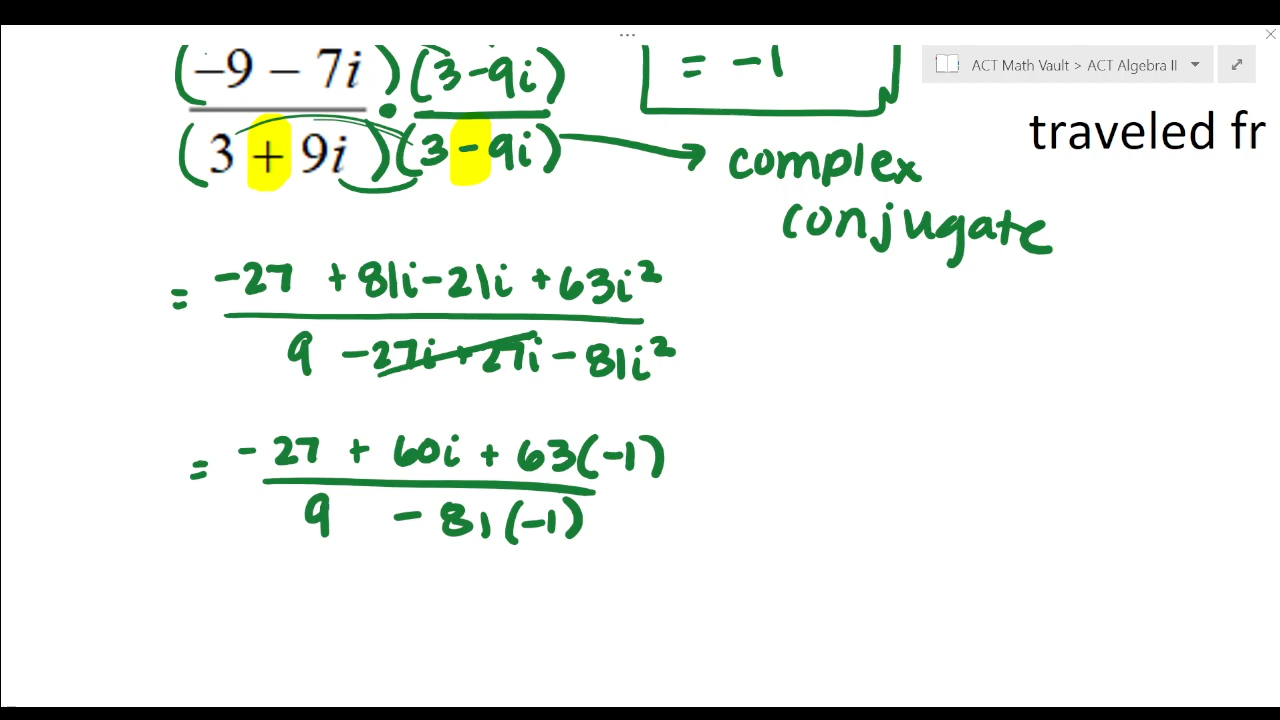 (-9 - 7i) • (3-9i)
= -1
ACT Math Vault > ACT Algebra II
(3 + 9i)(3-9i) → complex conjugate
traveled fr
= -27 + 81i - 21i + 63i²
9 - 27i + 27i - 81i²
= -27 + 60i + 63(-1)
9 - 81(-1)